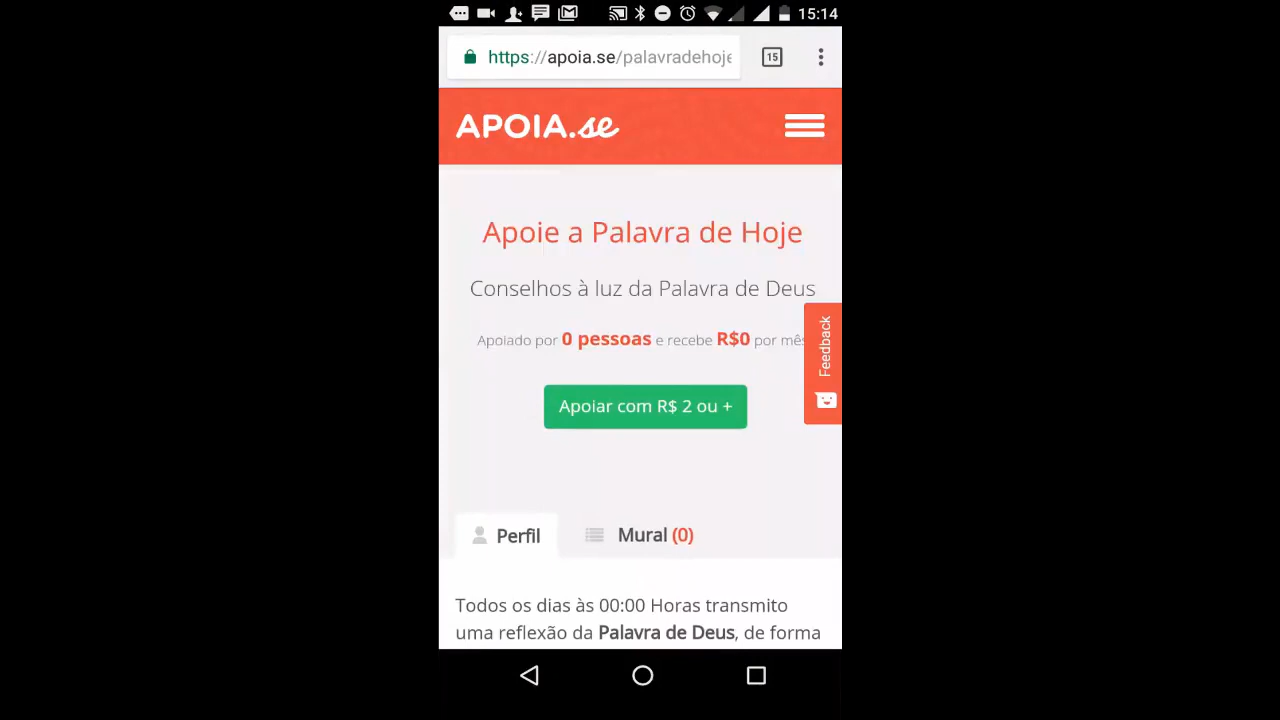 15:14
https://apoia.se/palavradehoje
15
APOIA.se
Apoie a Palavra de Hoje
Conselhos à luz da Palavra de Deus
Apoiado por 0 pessoas e recebe R$0 por mês
Feedback
Apoiar com R$ 2 ou +
Perfil
Mural (0)
Todos os dias às 00:00 Horas transmito
uma reflexão da Palavra de Deus, de forma